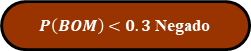 P(BOM) < 0.3 Negado